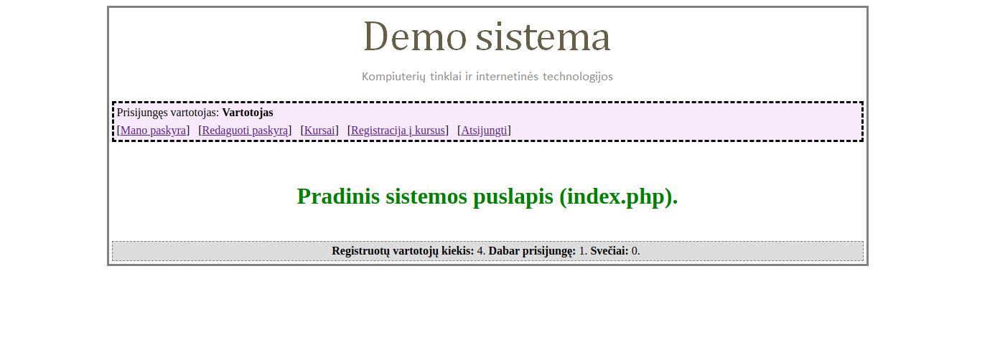 Demo sistema
Kompiuterių tinklai ir internetinės technologijos
Prisijungęs vartotojas: Vartotojas
[Mano paskyra] [Redaguoti paskyrą] [Kursai] [Registracija į kursus] [Atsijungti]
Pradinis sistemos puslapis (index.php).
Registruotų vartotojų kiekis: 4. Dabar prisijungę: 1. Svečiai: 0.